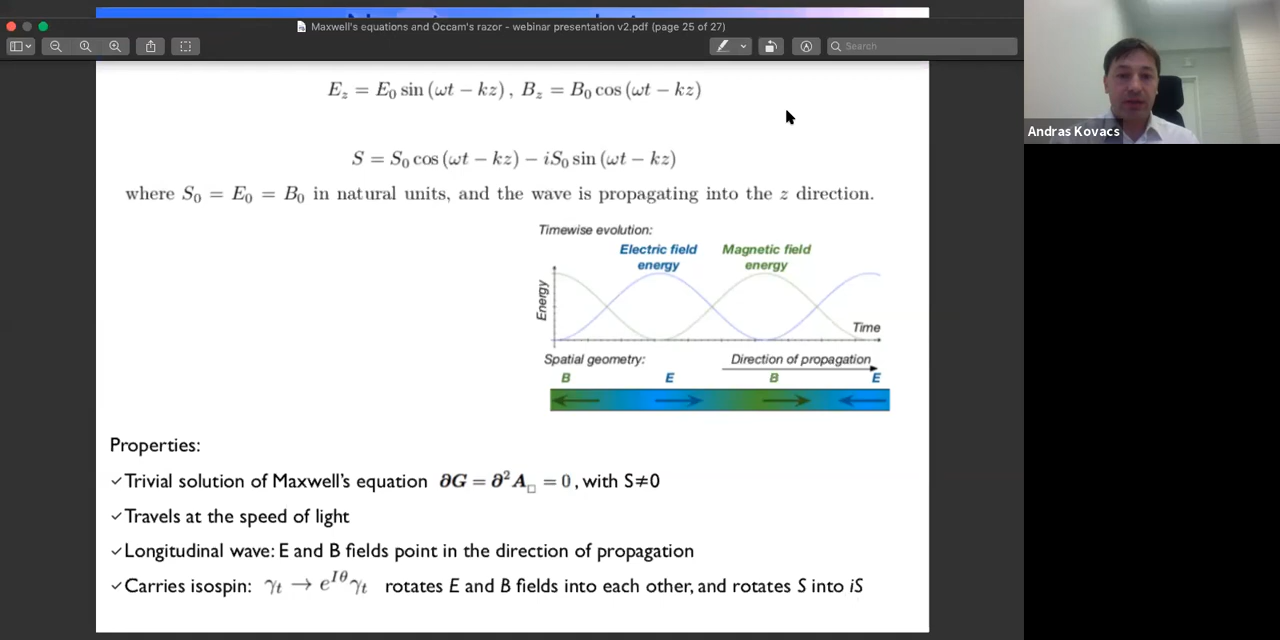 Maxwell's equations and Occam's razor - webinar presentation v2.pdf (page 25 of 27)
Search
E_z = E_0 sin (ωt − kz) , B_z = B_0 cos (ωt − kz)
S = S_0 cos (ωt − kz) − iS_0 sin (ωt − kz)
where S_0 = E_0 = B_0 in natural units, and the wave is propagating into the z direction.
Timewise evolution:
Electric field energy
Magnetic field energy
Energy
Time
Spatial geometry:
Direction of propagation
B E B E
Properties:
✓Trivial solution of Maxwell's equation ∂G = ∂²A_□ = 0 , with S≠0
✓Travels at the speed of light
✓Longitudinal wave: E and B fields point in the direction of propagation
✓Carries isospin: γ_t → e^{Iθ} γ_t rotates E and B fields into each other, and rotates S into iS
Andras Kovacs